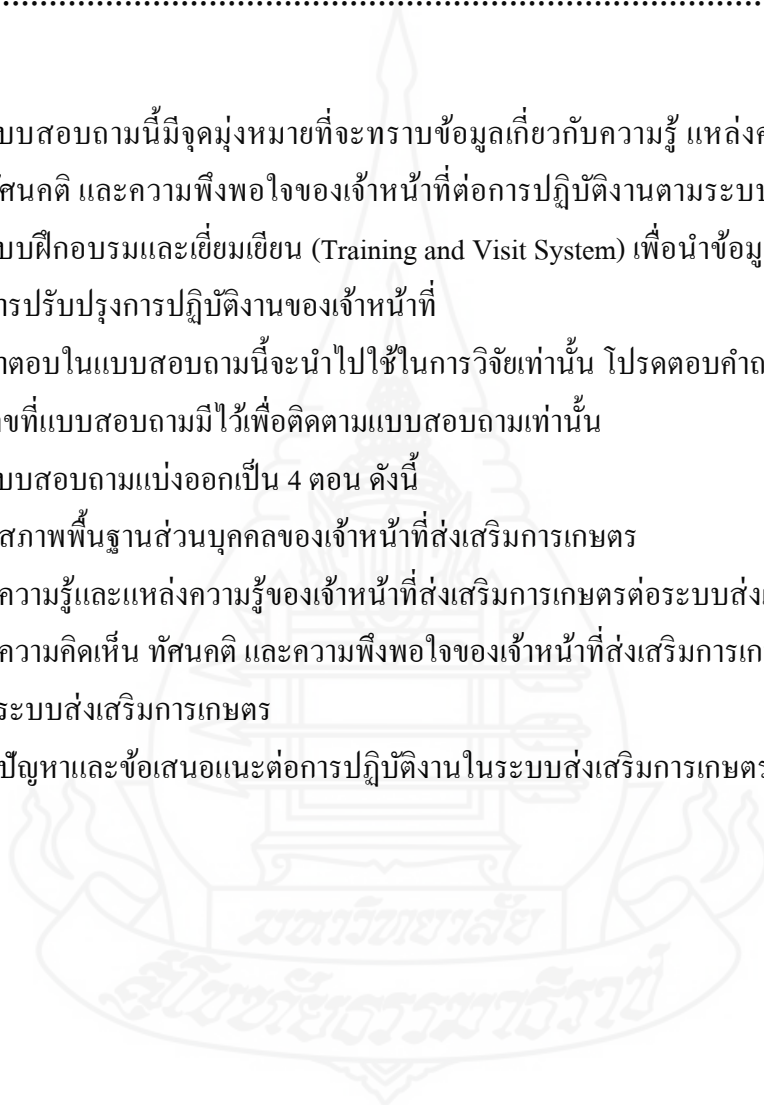 บบสอบถามนี้มีจุดมุ่งหมายที่จะทราบข้อมูลเกี่ยวกับความรู้ แหล่งค
ัศนคติ และความพึงพอใจของเจ้าหน้าที่ต่อการปฏิบัติงานตามระบบ
บบฝึกอบรมและเยี่ยมเยียน (Training and Visit System) เพื่อนำข้อมู
ารปรับปรุงการปฏิบัติงานของเจ้าหน้าที่
ำตอบในแบบสอบถามนี้จะนำไปใช้ในการวิจัยเท่านั้น โปรดตอบคำถ
ลขที่แบบสอบถามมีไว้เพื่อติดตามแบบสอบถามเท่านั้น
บบสอบถามแบ่งออกเป็น 4 ตอน ดังนี้
สภาพพื้นฐานส่วนบุคคลของเจ้าหน้าที่ส่งเสริมการเกษตร
ความรู้และแหล่งความรู้ของเจ้าหน้าที่ส่งเสริมการเกษตรต่อระบบส่งเ
ความคิดเห็น ทัศนคติ และความพึงพอใจของเจ้าหน้าที่ส่งเสริมการเก
ระบบส่งเสริมการเกษตร
ปัญหาและข้อเสนอแนะต่อการปฏิบัติงานในระบบส่งเสริมการเกษตร
มหาวิทยาลัย
สุโขทัยธรรมาธิราช